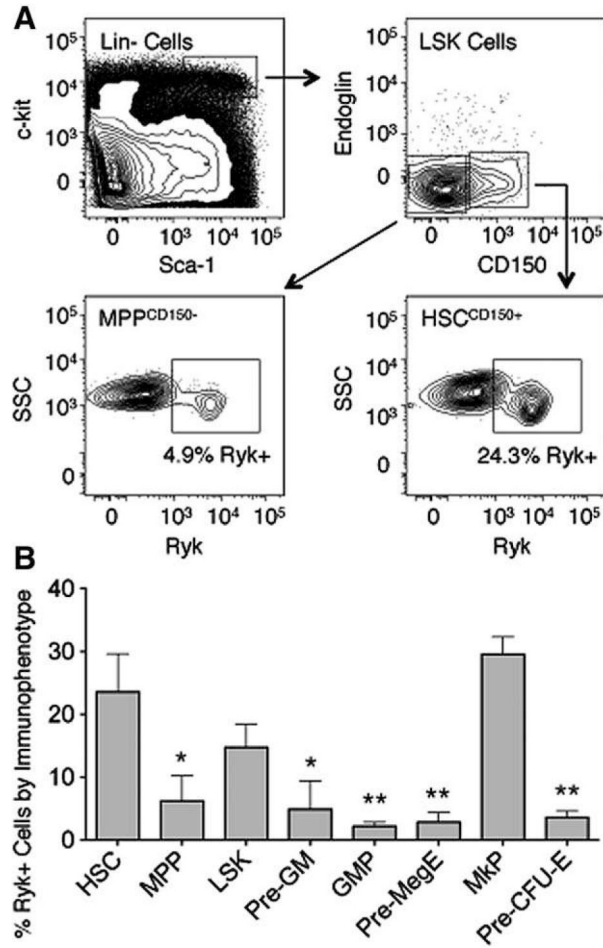 A
Lin- Cells
c-kit
10⁵
10⁴
10³
0
0 10³ 10⁴ 10⁵
Sca-1
LSK Cells
Endoglin
10⁵
10⁴
10³
0
0 10³ 10⁴ 10⁵
CD150
MPPCD150-
SSC
10⁵
10⁴
10³
0
4.9% Ryk+
0 10³ 10⁴ 10⁵
Ryk
HSCCD150+
SSC
10⁵
10⁴
10³
0
24.3% Ryk+
0 10³ 10⁴ 10⁵
Ryk
B
% Ryk+ Cells by Immunophenotype
40
30
20
10
0
* * ** ** **
HSC MPP LSK Pre-GM GMP Pre-MegE MkP Pre-CFU-E